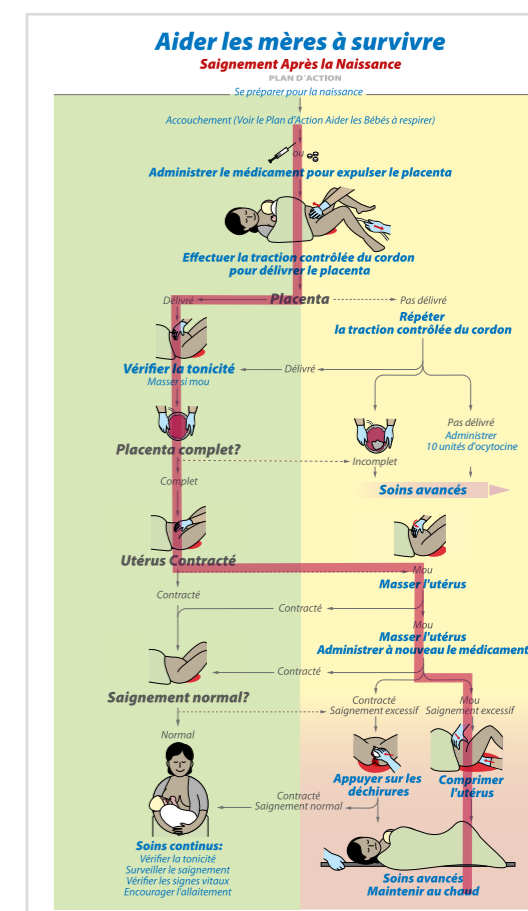 Aider les mères à survivre
Saignement Après la Naissance
PLAN D´ACTION
Se préparer pour la naissance
Accouchement (Voir le Plan d'Action Aider les Bébés à respirer)
ou
Administrer le médicament pour expulser le placenta
Effectuer la traction contrôlée du cordon
pour délivrer le placenta
Délivré
Placenta
Pas délivré
Répéter
la traction contrôlée du cordon
Vérifier la tonicité
Masser si mou
Délivré
Placenta complet?
Pas délivré
Administrer
10 unités d'ocytocine
Incomplet
Complet
Soins avancés
Utérus Contracté
Mou
Masser l'utérus
Contracté
Contracté
Mou
Masser l'utérus
Administrer à nouveau le médicament
Contracté
Saignement normal?
Contracté
Saignement excessif
Mou
Saignement excessif
Normal
Appuyer sur les
déchirures
Comprimer
l'utérus
Contracté
Saignement normal
Soins continus:
Vérifier la tonicité
Surveiller le saignement
Vérifier les signes vitaux
Encourager l'allaitement
Soins avancés
Maintenir au chaud